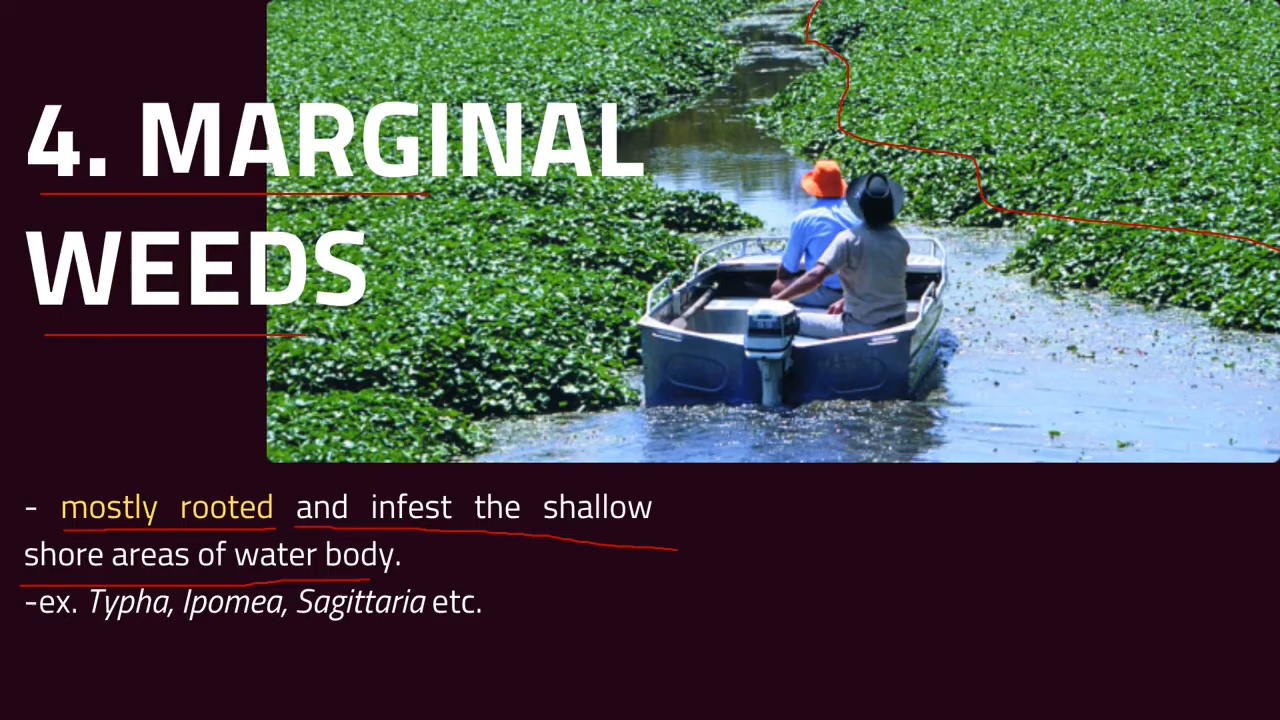 4. MARGINAL
WEEDS
- mostly rooted and infest the shallow
shore areas of water body.
-ex. Typha, Ipomea, Sagittaria etc.